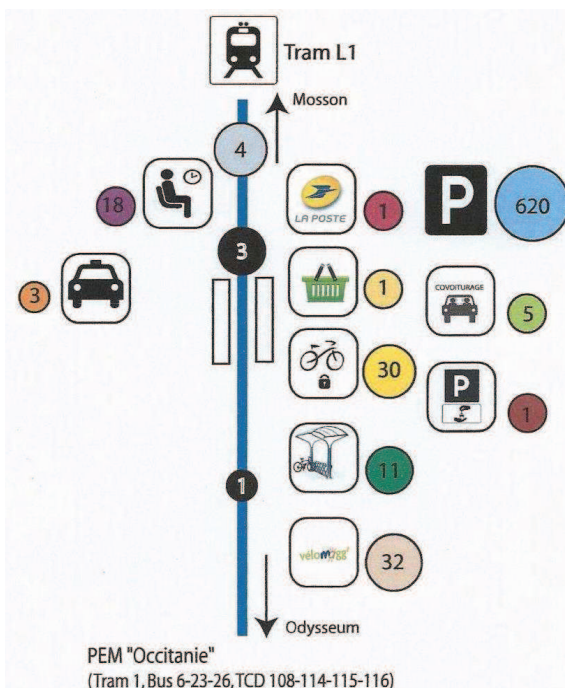 Tram L1
Mosson
4
18
LA POSTE
1
P
620
3
3
1
COVOITURAGE
5
30
P
1
1
11
vélomagg'
32
Odysseum
PEM "Occitanie"
(Tram 1, Bus 6-23-26, TCD 108-114-115-116)